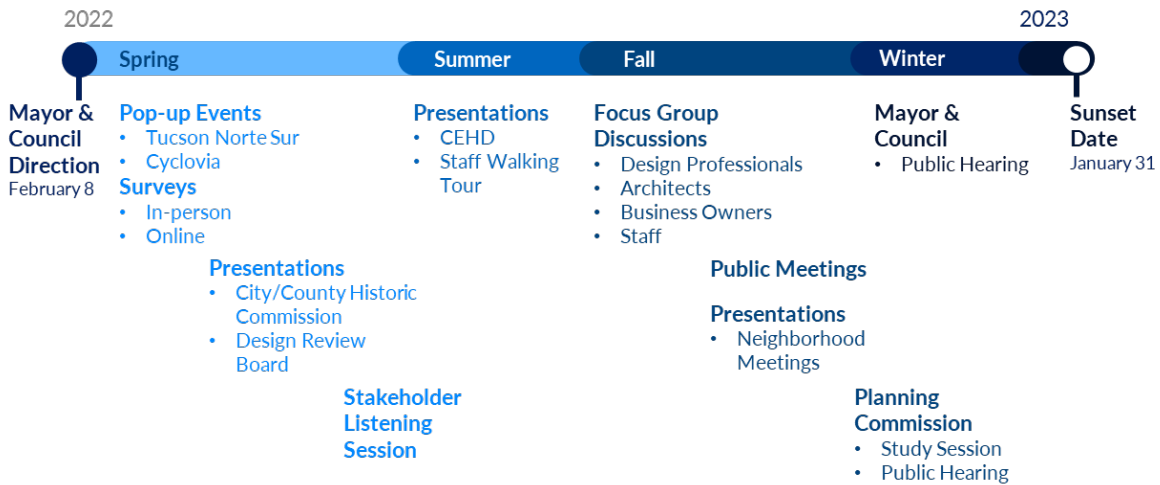 2022
2023
Spring
Summer
Fall
Winter
Mayor &
Council
Direction
February 8
Pop-up Events
• Tucson Norte Sur
• Cyclovia
Surveys
• In-person
• Online
Presentations
• City/County Historic
Commission
• Design Review
Board
Stakeholder
Listening
Session
Presentations
• CEHD
• Staff Walking
Tour
Focus Group
Discussions
• Design Professionals
• Architects
• Business Owners
• Staff
Public Meetings
Presentations
• Neighborhood
Meetings
Mayor &
Council
• Public Hearing
Planning
Commission
• Study Session
• Public Hearing
Sunset
Date
January 31